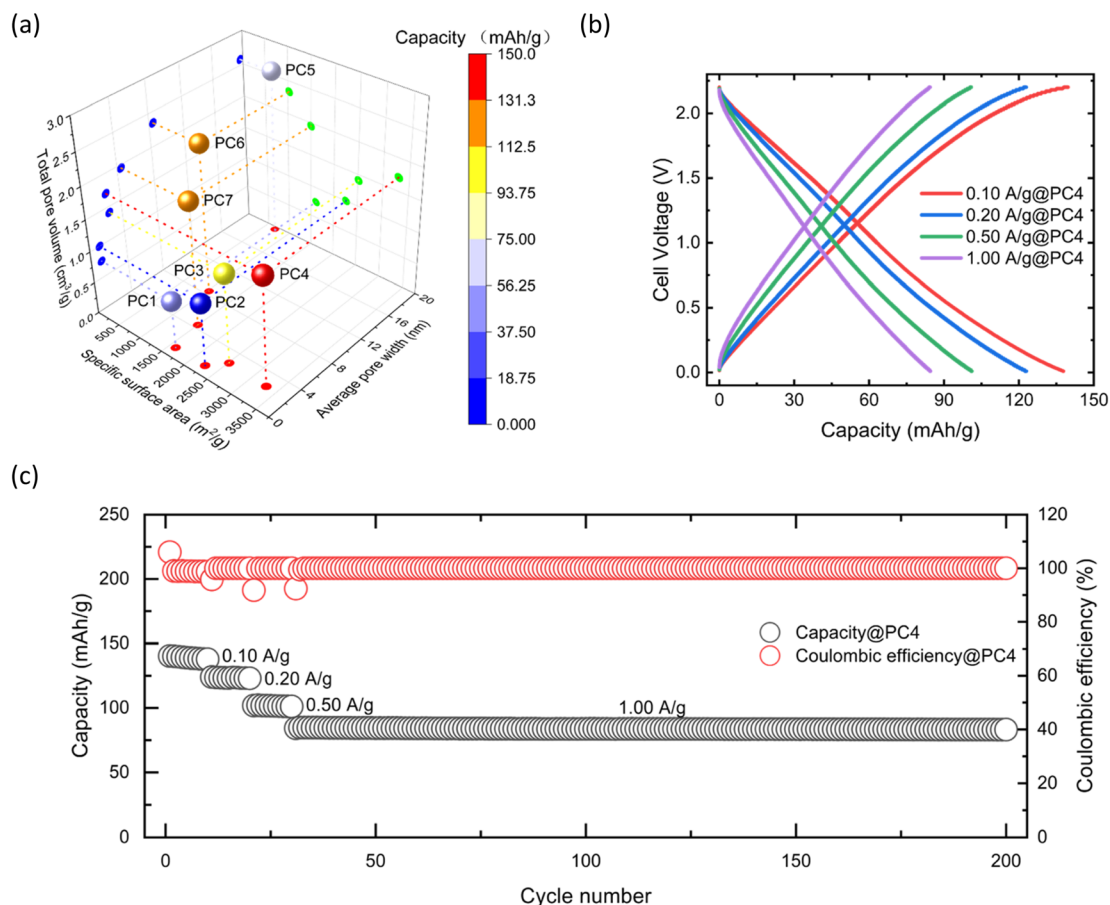 (a)
Capacity （mAh/g）
150.0
131.3
112.5
93.75
75.00
56.25
37.50
18.75
0.000
PC5
PC6
PC7
PC3
PC4
PC1
PC2
Total pore volume (cm³/g)
3.0
2.5
2.0
1.5
1.0
0.5
0.0
Specific surface area (m²/g)
500
1000
1500
2000
2500
3000
3500
Average pore width (nm)
0
4
8
12
16
20
(b)
Cell Voltage (V)
2.0
1.5
1.0
0.5
0.0
0.10 A/g@PC4
0.20 A/g@PC4
0.50 A/g@PC4
1.00 A/g@PC4
0
30
60
90
120
150
Capacity (mAh/g)
(c)
Capacity (mAh/g)
250
200
150
100
50
0
0.10 A/g
0.20 A/g
0.50 A/g
1.00 A/g
Capacity@PC4
Coulombic efficiency@PC4
120
100
80
60
40
20
0
Coulombic efficiency (%)
0
50
100
150
200
Cycle number